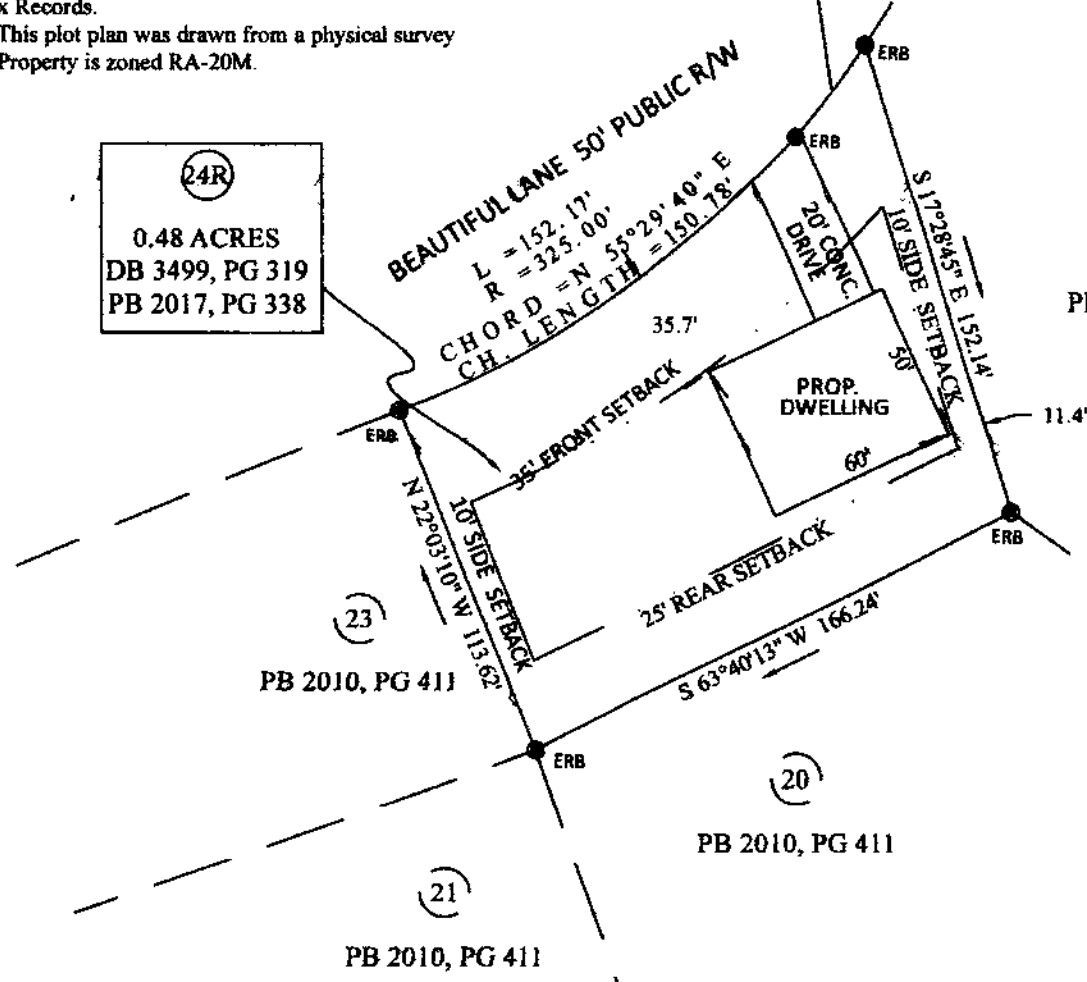 x Records.
This plot plan was drawn from a physical survey
Property is zoned RA-20M.
ERB
ERB
BEAUTIFUL LANE 50' PUBLIC R/W
24R
0.48 ACRES
DB 3499, PG 319
PB 2017, PG 338
L =152.17'
R =325.00'
CHORD =N 55°29'40" E
CH. LENGTH =150.78'
20' CONC.
DRIVE
10' SIDE SETBACK
S 17°28'45" E 152.14'
35.7'
50'
PROP.
DWELLING
60'
11.4'
35' FRONT SETBACK
ERB
N 22°03'10" W 113.62'
10' SIDE SETBACK
25' REAR SETBACK
ERB
S 63°40'13" W 166.24'
23
PB 2010, PG 411
ERB
20
PB 2010, PG 411
21
PB 2010, PG 411